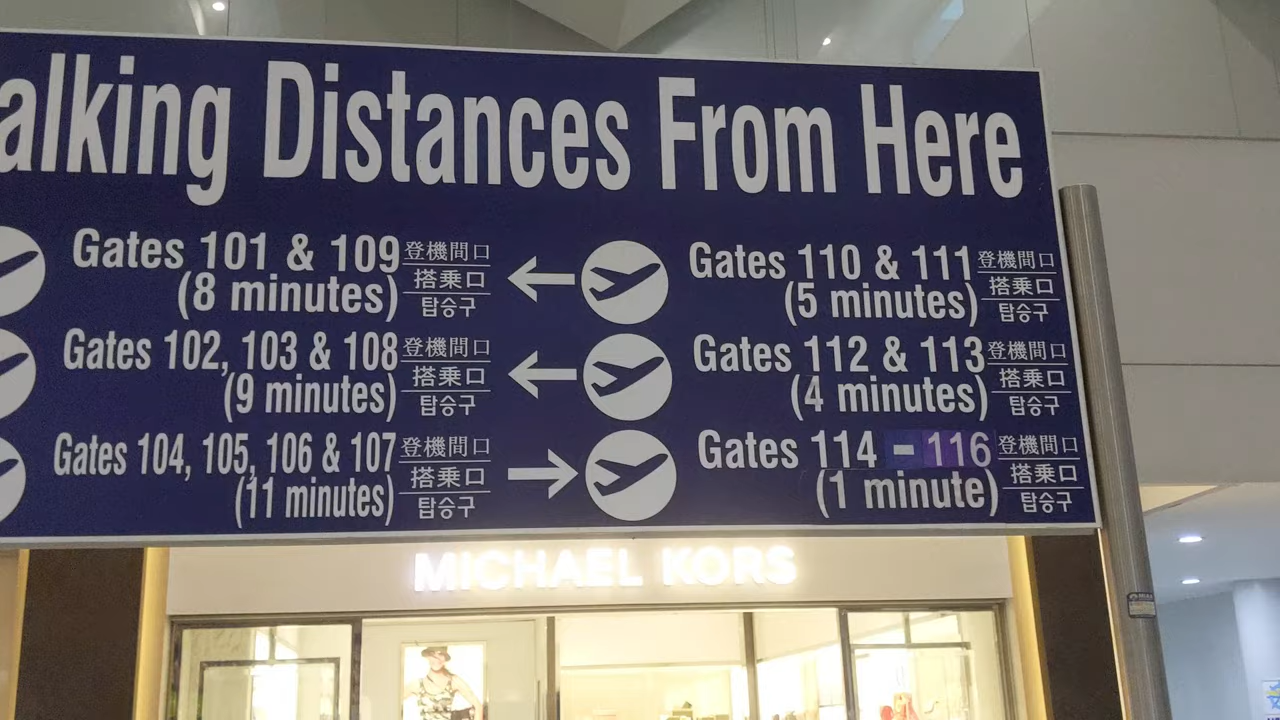 alking Distances From Here
Gates 101 & 109
(8 minutes)
登機閘口
搭乗口
탑승구
Gates 110 & 111
(5 minutes)
登機閘口
搭乗口
탑승구
Gates 102, 103 & 108
(9 minutes)
登機閘口
搭乗口
탑승구
Gates 112 & 113
(4 minutes)
登機閘口
搭乗口
탑승구
Gates 104, 105, 106 & 107
(11 minutes)
登機閘口
搭乗口
탑승구
Gates 114 - 116
(1 minute)
登機閘口
搭乗口
탑승구
MICHAEL KORS